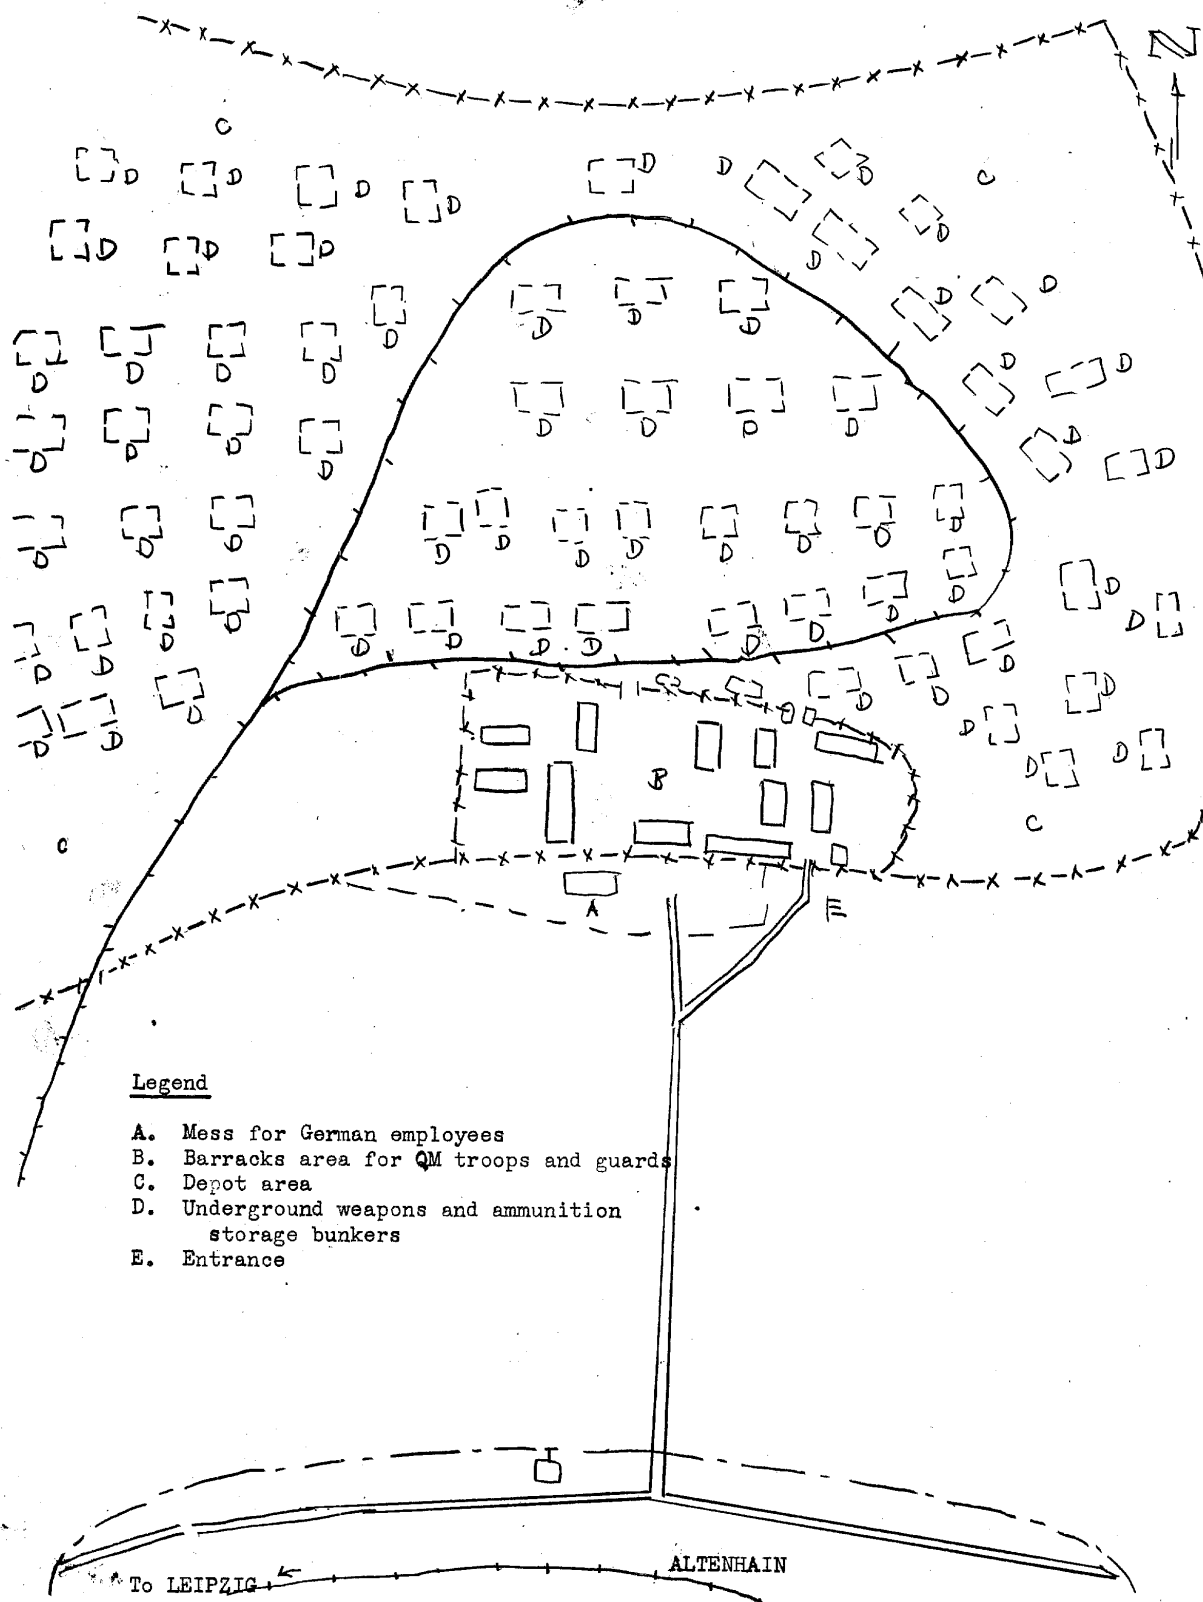 N
C
D D D D D D D C
D D D D D
D D D D D D
D D D D D D
D D D D D D D D D D
D D D D D D D D D D D
D D
D D D D D D D D D D D D D
D D D D D D
D D D
B
C C
A E
Legend
A. Mess for German employees
B. Barracks area for QM troops and guards
C. Depot area
D. Underground weapons and ammunition
storage bunkers
E. Entrance
ALTENHAIN
To LEIPZIG